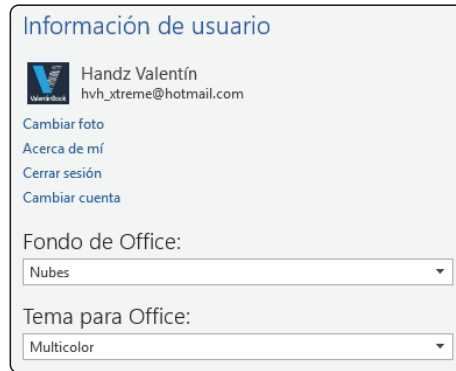 Información de usuario
Handz Valentín
hvh_xtreme@hotmail.com
ValentinBook
Cambiar foto
Acerca de mí
Cerrar sesión
Cambiar cuenta
Fondo de Office:
Nubes
Tema para Office:
Multicolor